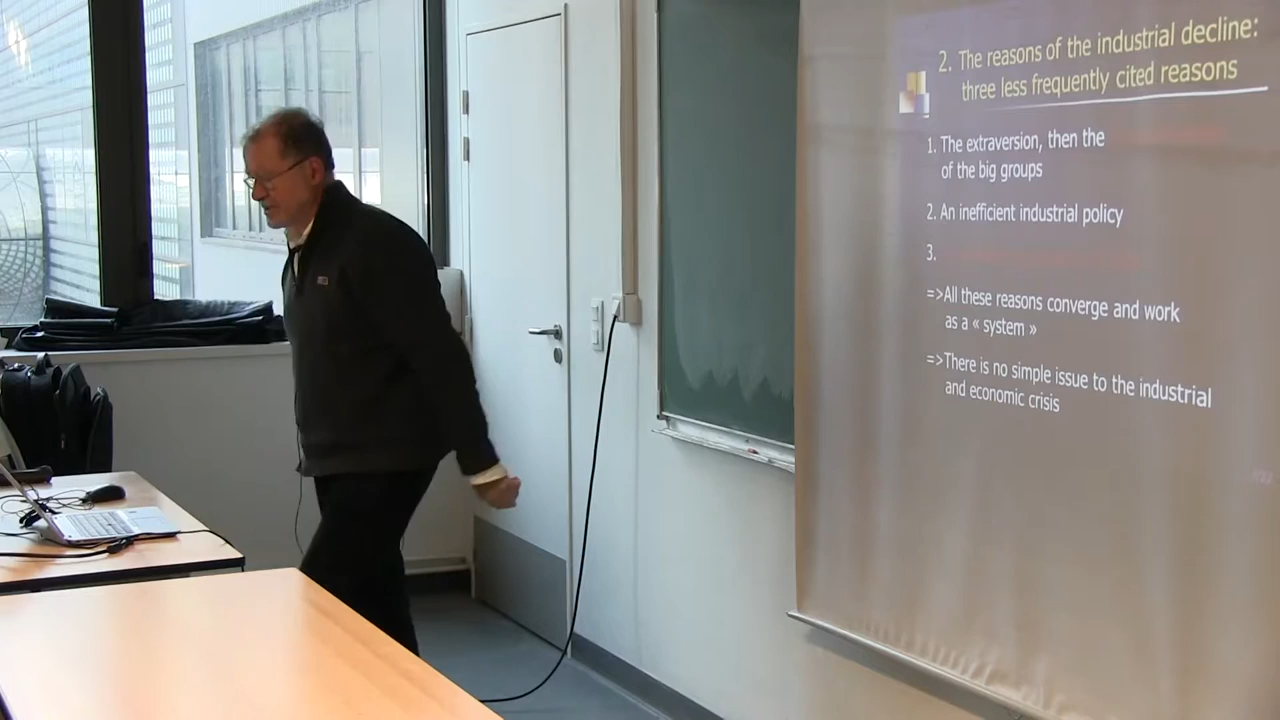 2. The reasons of the industrial decline:
three less frequently cited reasons
1. The extraversion, then the
of the big groups
2. An inefficient industrial policy
3.
=>All these reasons converge and work
as a « system »
=>There is no simple issue to the industrial
and economic crisis